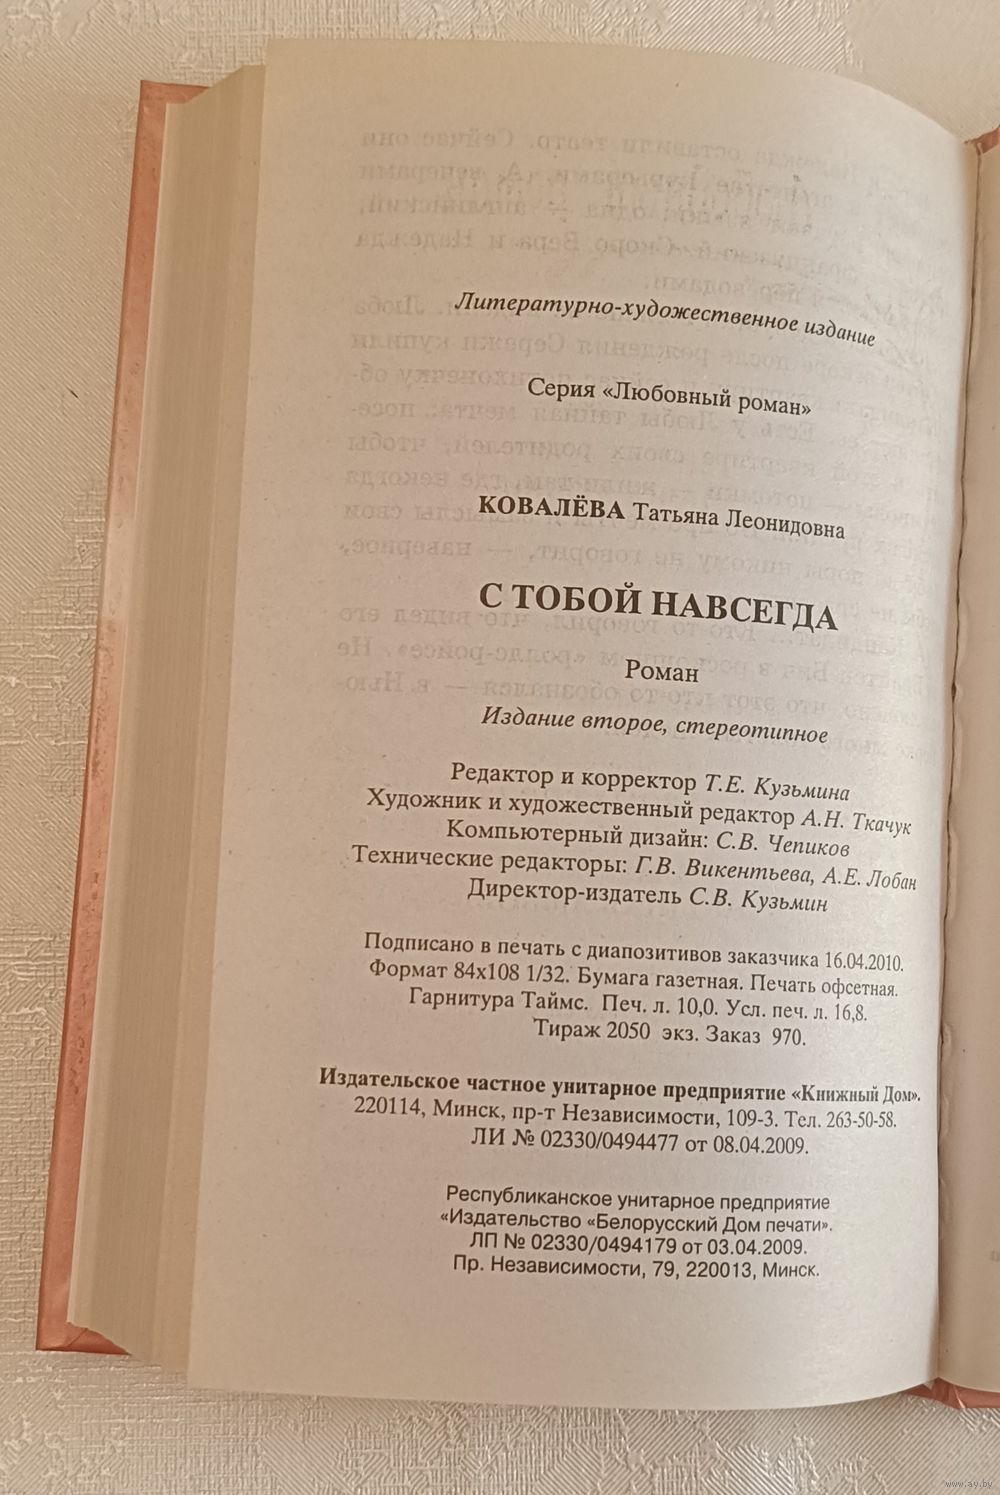 Литературно-художественное издание
Серия «Любовный роман»
КОВАЛЁВА Татьяна Леонидовна
С ТОБОЙ НАВСЕГДА
Роман
Издание второе, стереотипное
Редактор и корректор Т.Е. Кузьмина
Художник и художественный редактор А.Н. Ткачук
Компьютерный дизайн: С.В. Чепиков
Технические редакторы: Г.В. Викентьева, А.Е. Лобан
Директор-издатель С.В. Кузьмин
Подписано в печать с диапозитивов заказчика 16.04.2010.
Формат 84х108 1/32. Бумага газетная. Печать офсетная.
Гарнитура Таймс. Печ. л. 10,0. Усл. печ. л. 16,8.
Тираж 2050 экз. Заказ 970.
Издательское частное унитарное предприятие «Книжный Дом».
220114, Минск, пр-т Независимости, 109-3. Тел. 263-50-58.
ЛИ № 02330/0494477 от 08.04.2009.
Республиканское унитарное предприятие
«Издательство «Белорусский Дом печати».
ЛП № 02330/0494179 от 03.04.2009.
Пр. Независимости, 79, 220013, Минск.
www.ay.by